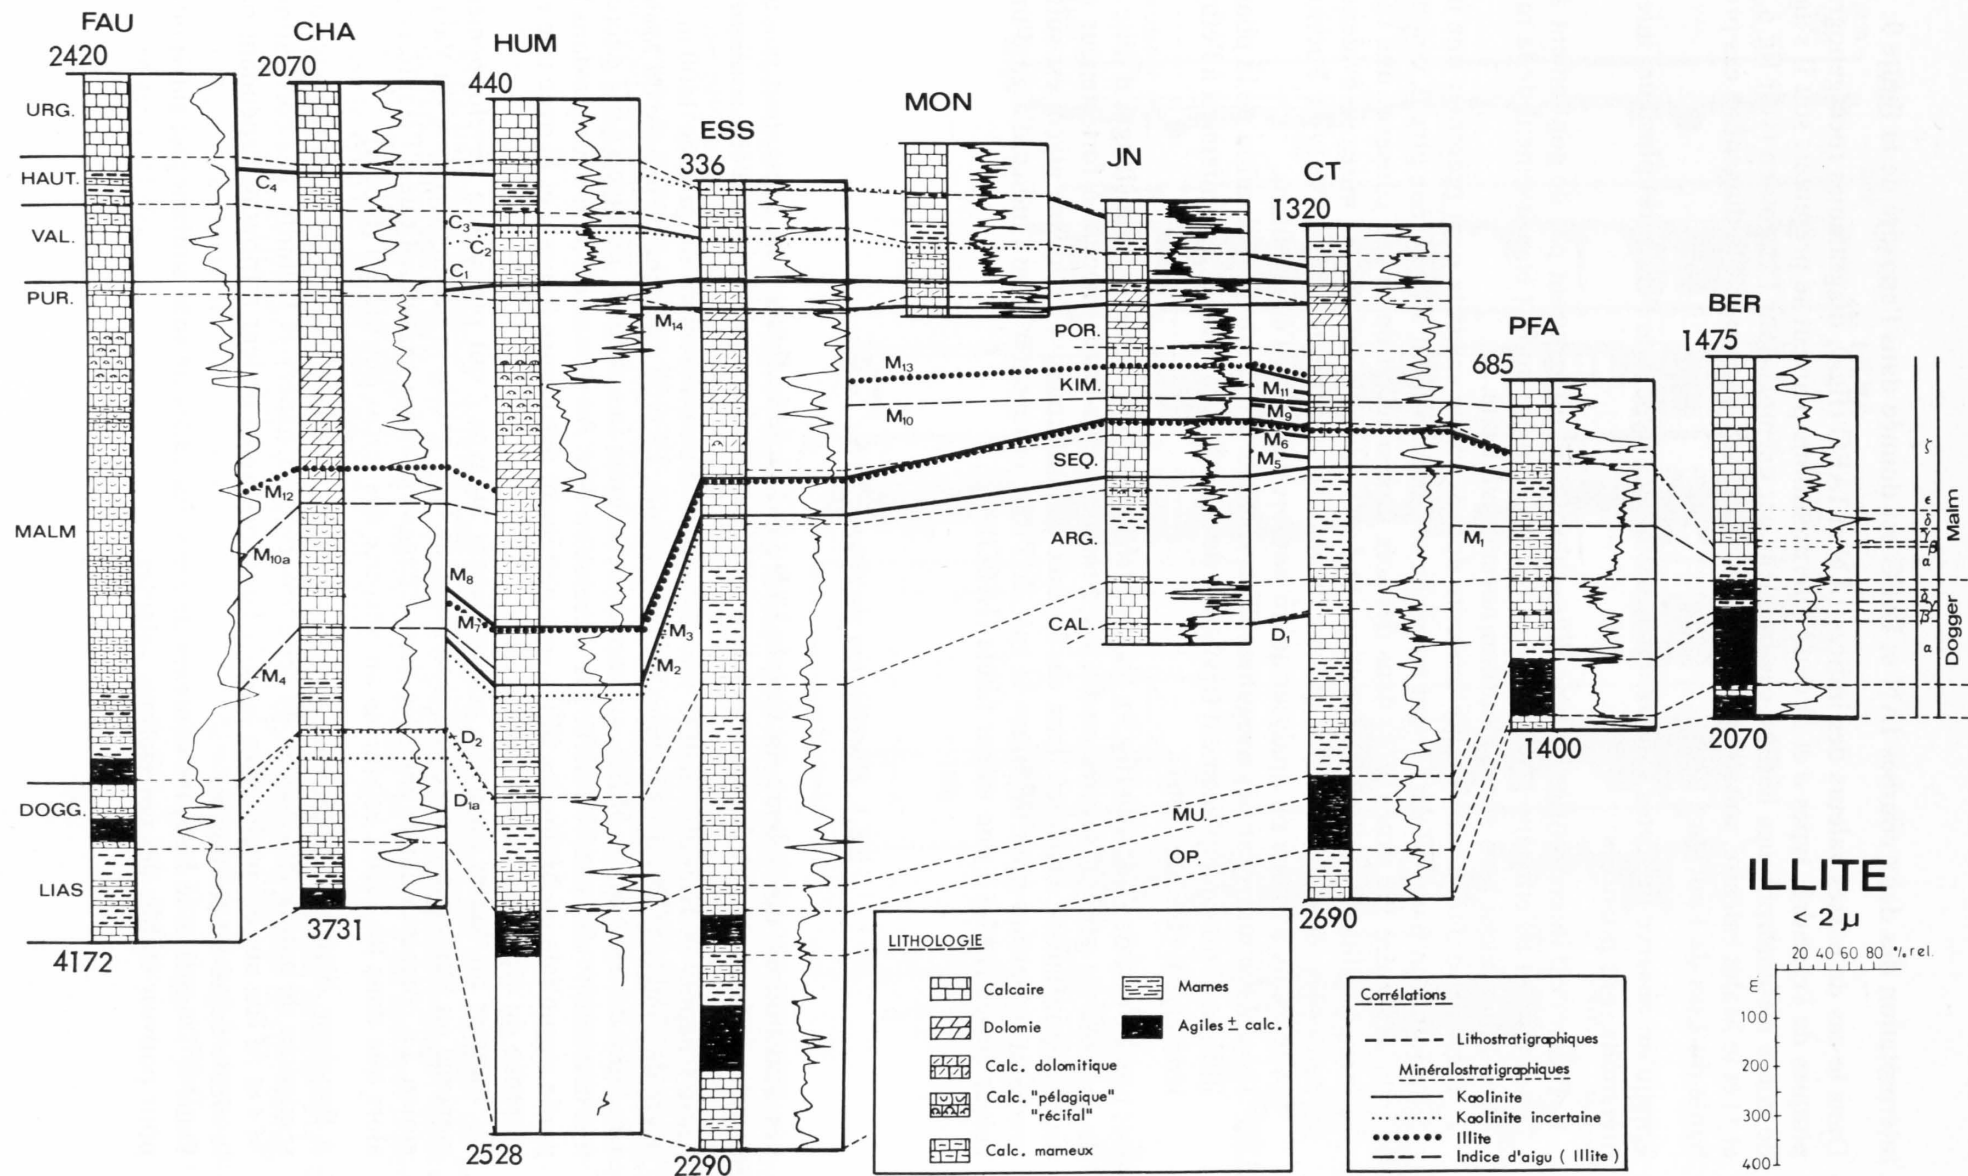 FAU
2420
CHA
2070
HUM
440
ESS
336
MON
JN
CT
1320
PFA
685
BER
1475
URG.
HAUT.
VAL.
PUR.
MALM
DOGG.
LIAS
C4
C3
C2
C1
M14
M13
M10
M12
M10a
M8
M7
M4
M3
M2
D2
D1a
POR.
KIM.
SEQ.
ARG.
CAL.
M11
M9
M6
M5
D1
M1
MU.
OP.
ζ
ε
δ
γ
β
α
Malm
δ
γ
β
α
Dogger
4172
3731
2528
2290
2690
1400
2070
LITHOLOGIE
Calcaire
Dolomie
Calc. dolomitique
Calc. "pélagique"
"récifal"
Calc. marneux
Marnes
Agiles ± calc.
Corrélations
Lithostratigraphiques
Minéralostratigraphiques
Kaolinite
Kaolinite incertaine
Illite
Indice d'aigu ( Illite )
ILLITE
< 2 µ
20 40 60 80 % rel.
m
100
200
300
400